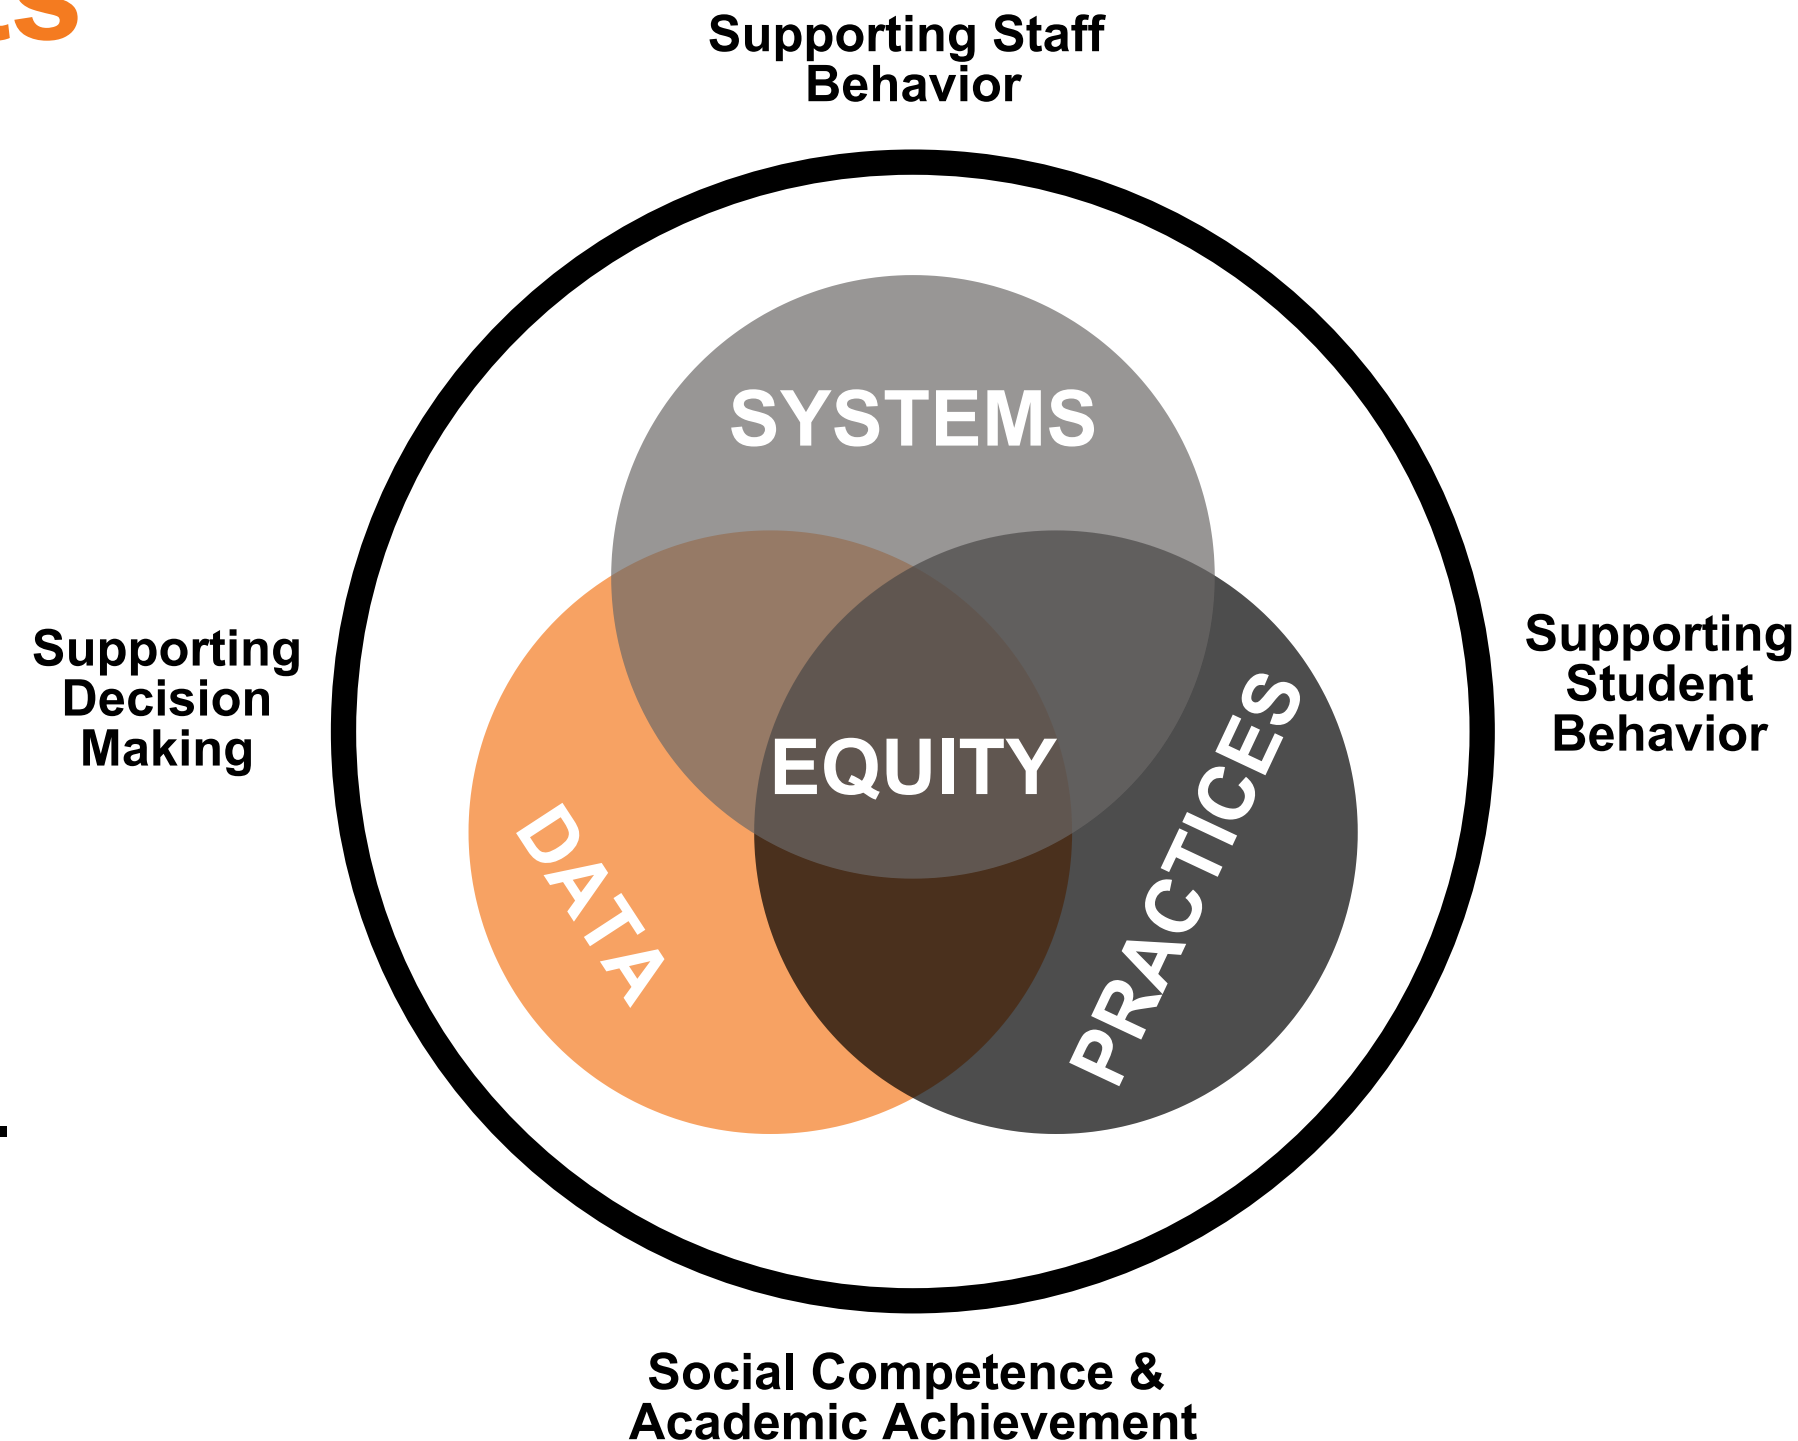 Supporting Staff
Behavior
SYSTEMS
Supporting
Decision
Making
EQUITY
DATA
PRACTICES
Supporting
Student
Behavior
Social Competence &
Academic Achievement